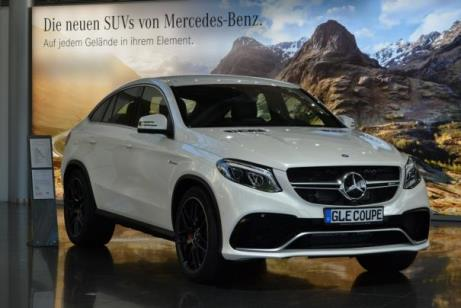 Die neuen SUVs von Mercedes-Benz.
Auf jedem Gelände in ihrem Element.
GLE COUPE